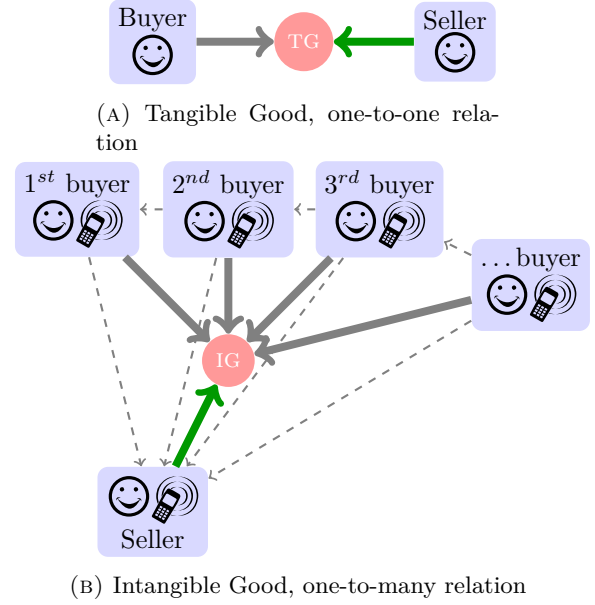 Buyer
TG
Seller
(A) Tangible Good, one-to-one rela-
tion
1st buyer
2nd buyer
3rd buyer
...buyer
IG
Seller
(B) Intangible Good, one-to-many relation